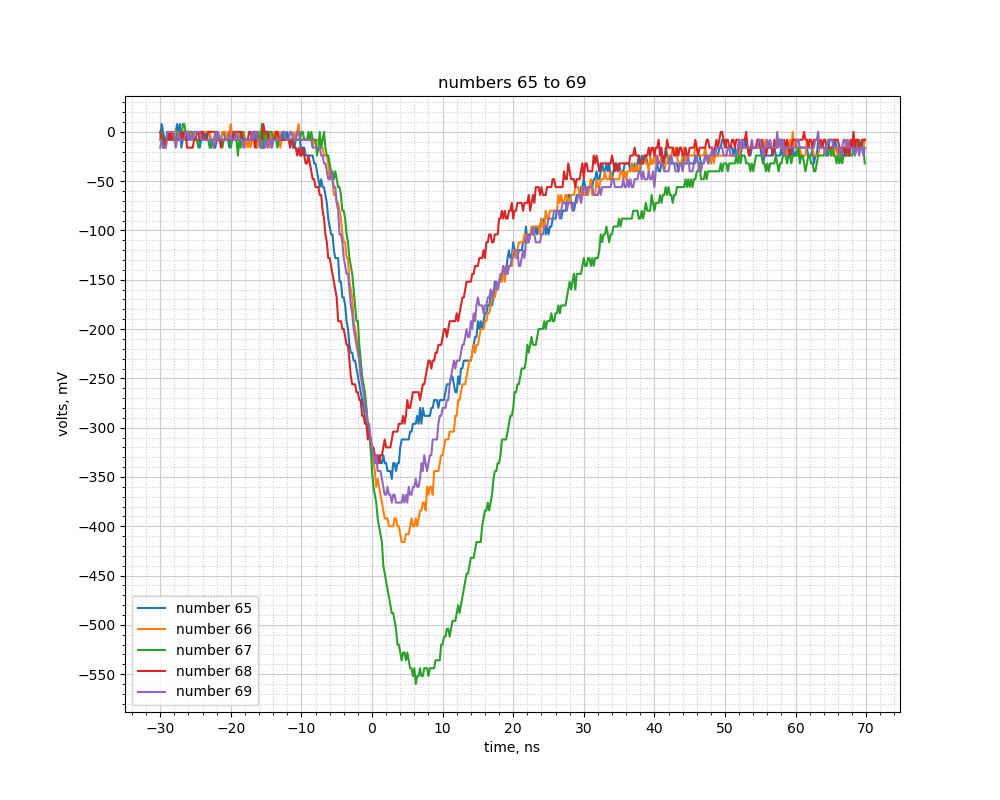 numbers 65 to 69
volts, mV
0
−50
−100
−150
−200
−250
−300
−350
−400
−450
−500
−550
number 65
number 66
number 67
number 68
number 69
−30 −20 −10 0 10 20 30 40 50 60 70
time, ns